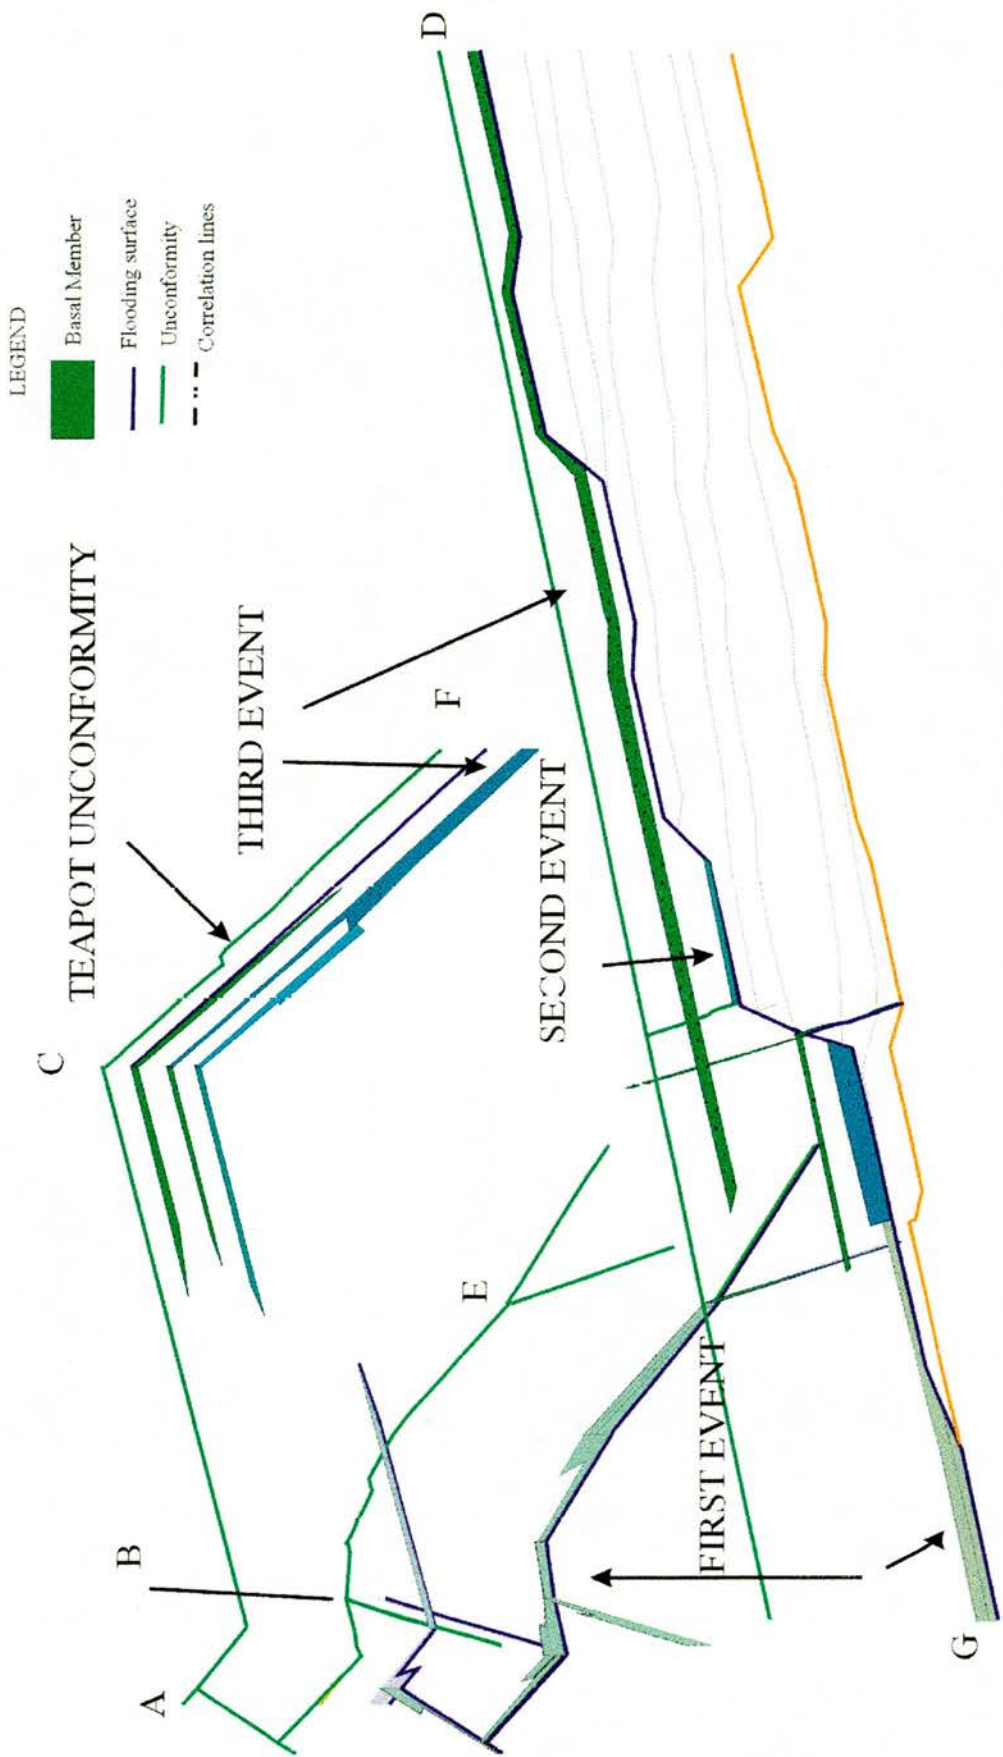 LEGEND
Basal Member
Flooding surface
Unconformity
Correlation lines
TEAPOT UNCONFORMITY
THIRD EVENT
SECOND EVENT
FIRST EVENT
A
B
C
D
E
F
G